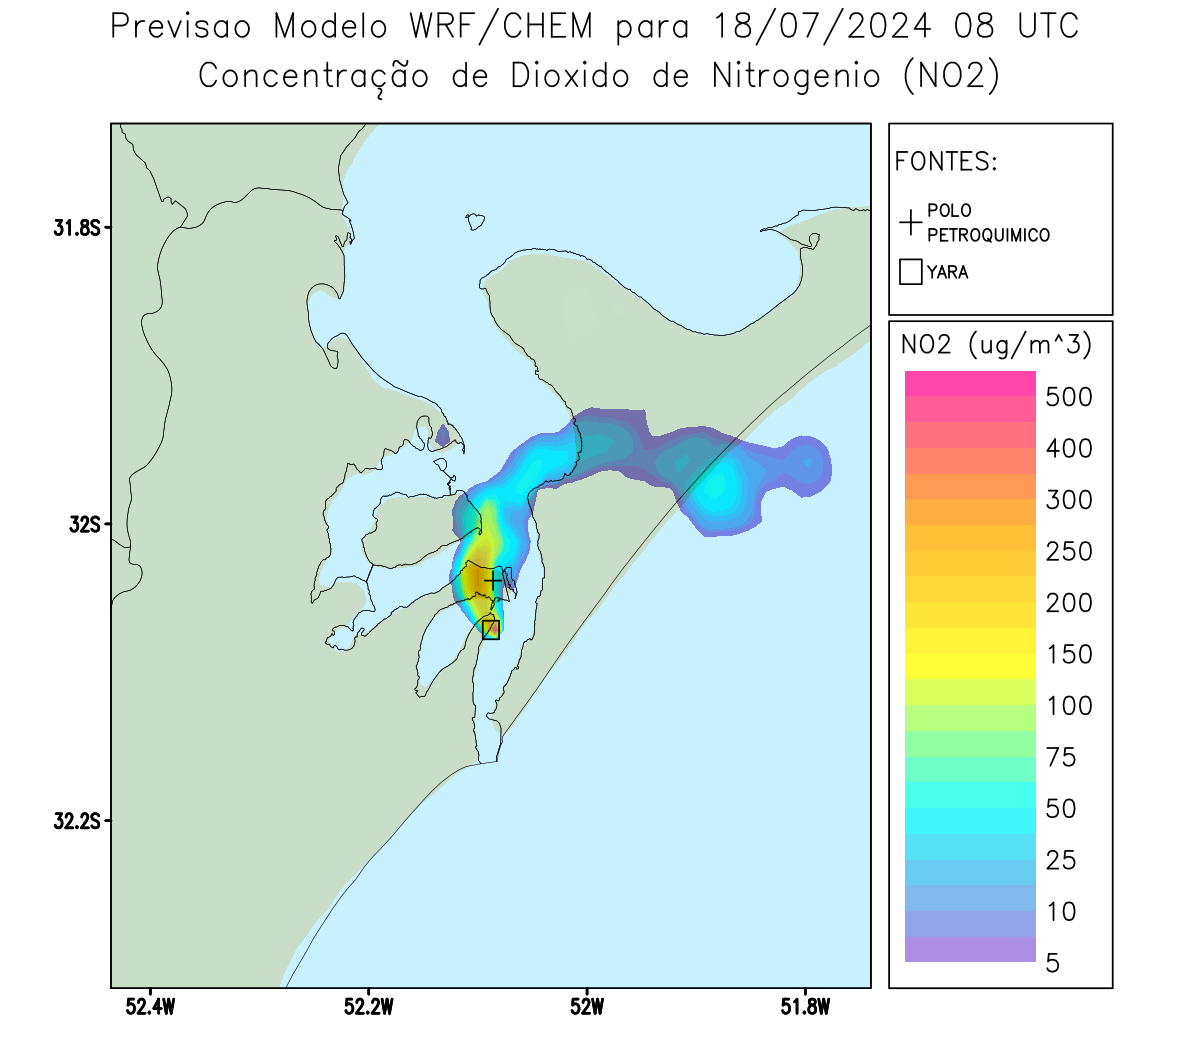 Previsao Modelo WRF/CHEM para 18/07/2024 08 UTC
Concentração de Dioxido de Nitrogenio (NO2)
FONTES:
POLO
PETROQUIMICO
YARA
NO2 (ug/m^3)
500
400
300
250
200
150
100
75
50
25
10
5
31.8S
32S
32.2S
52.4W
52.2W
52W
51.8W